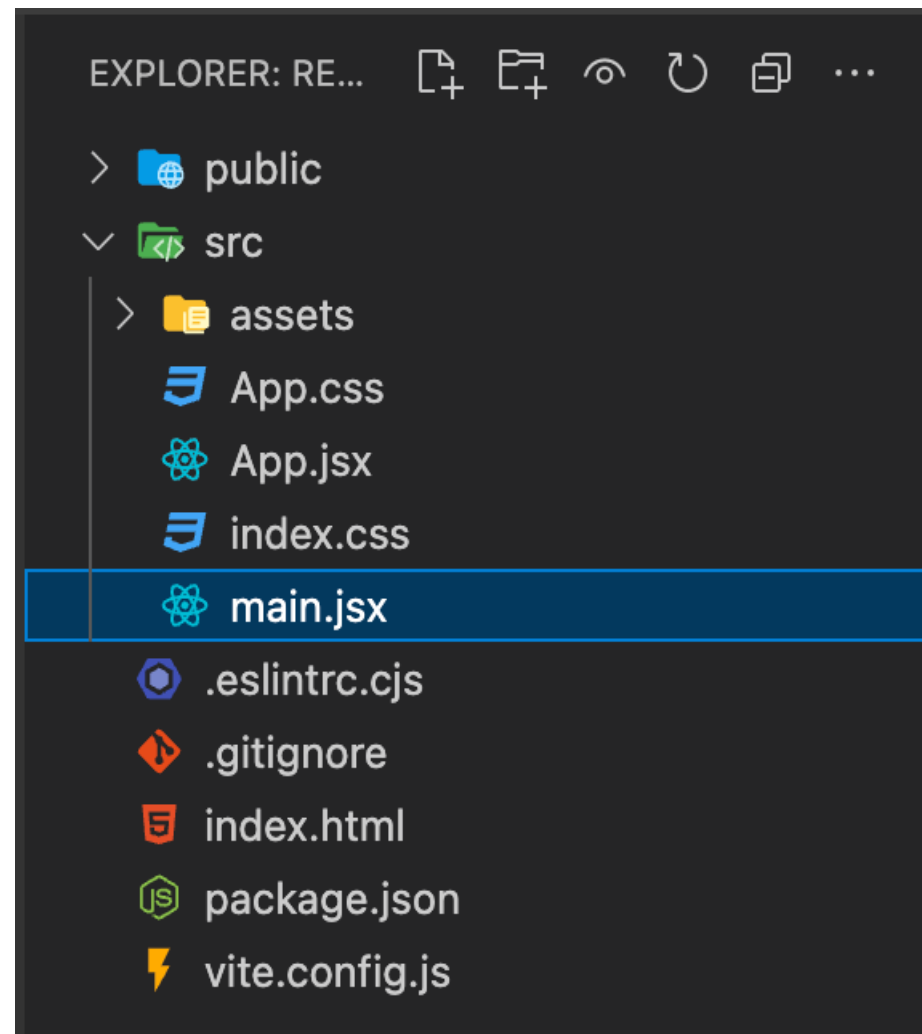 EXPLORER: RE...
public
src
assets
App.css
App.jsx
index.css
main.jsx
.eslintrc.cjs
.gitignore
index.html
package.json
vite.config.js